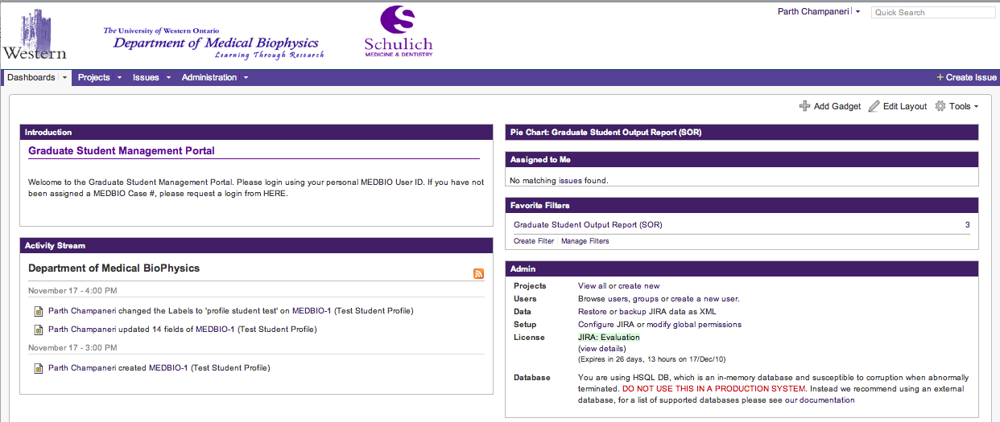 Parth Champaneri
Quick Search
Western
The University of Western Ontario
Department of Medical Biophysics
Learning Through Research
Schulich
MEDICINE & DENTISTRY
Dashboards Projects Issues Administration + Create Issue
Add Gadget Edit Layout Tools
Introduction
Graduate Student Management Portal
Welcome to the Graduate Student Management Portal. Please login using your personal MEDBIO User ID. If you have not
been assigned a MEDBIO Case #, please request a login from HERE.
Activity Stream
Department of Medical BioPhysics
November 17 - 4:00 PM
Parth Champaneri changed the Labels to 'profile student test' on MEDBIO-1 (Test Student Profile)
Parth Champaneri updated 14 fields of MEDBIO-1 (Test Student Profile)
November 17 - 3:00 PM
Parth Champaneri created MEDBIO-1 (Test Student Profile)
Pie Chart: Graduate Student Output Report (SOR)
Assigned to Me
No matching issues found.
Favorite Filters
Graduate Student Output Report (SOR) 3
Create Filter Manage Filters
Admin
Projects View all or create new
Users Browse users, groups or create a new user.
Data Restore or backup JIRA data as XML
Setup Configure JIRA or modify global permissions
License JIRA: Evaluation
(view details)
(Expires in 26 days, 13 hours on 17/Dec/10)
Database You are using HSQL DB, which is an in-memory database and susceptible to corruption when abnormally
terminated. DO NOT USE THIS IN A PRODUCTION SYSTEM. Instead we recommend using an external
database, for a list of supported databases please see our documentation